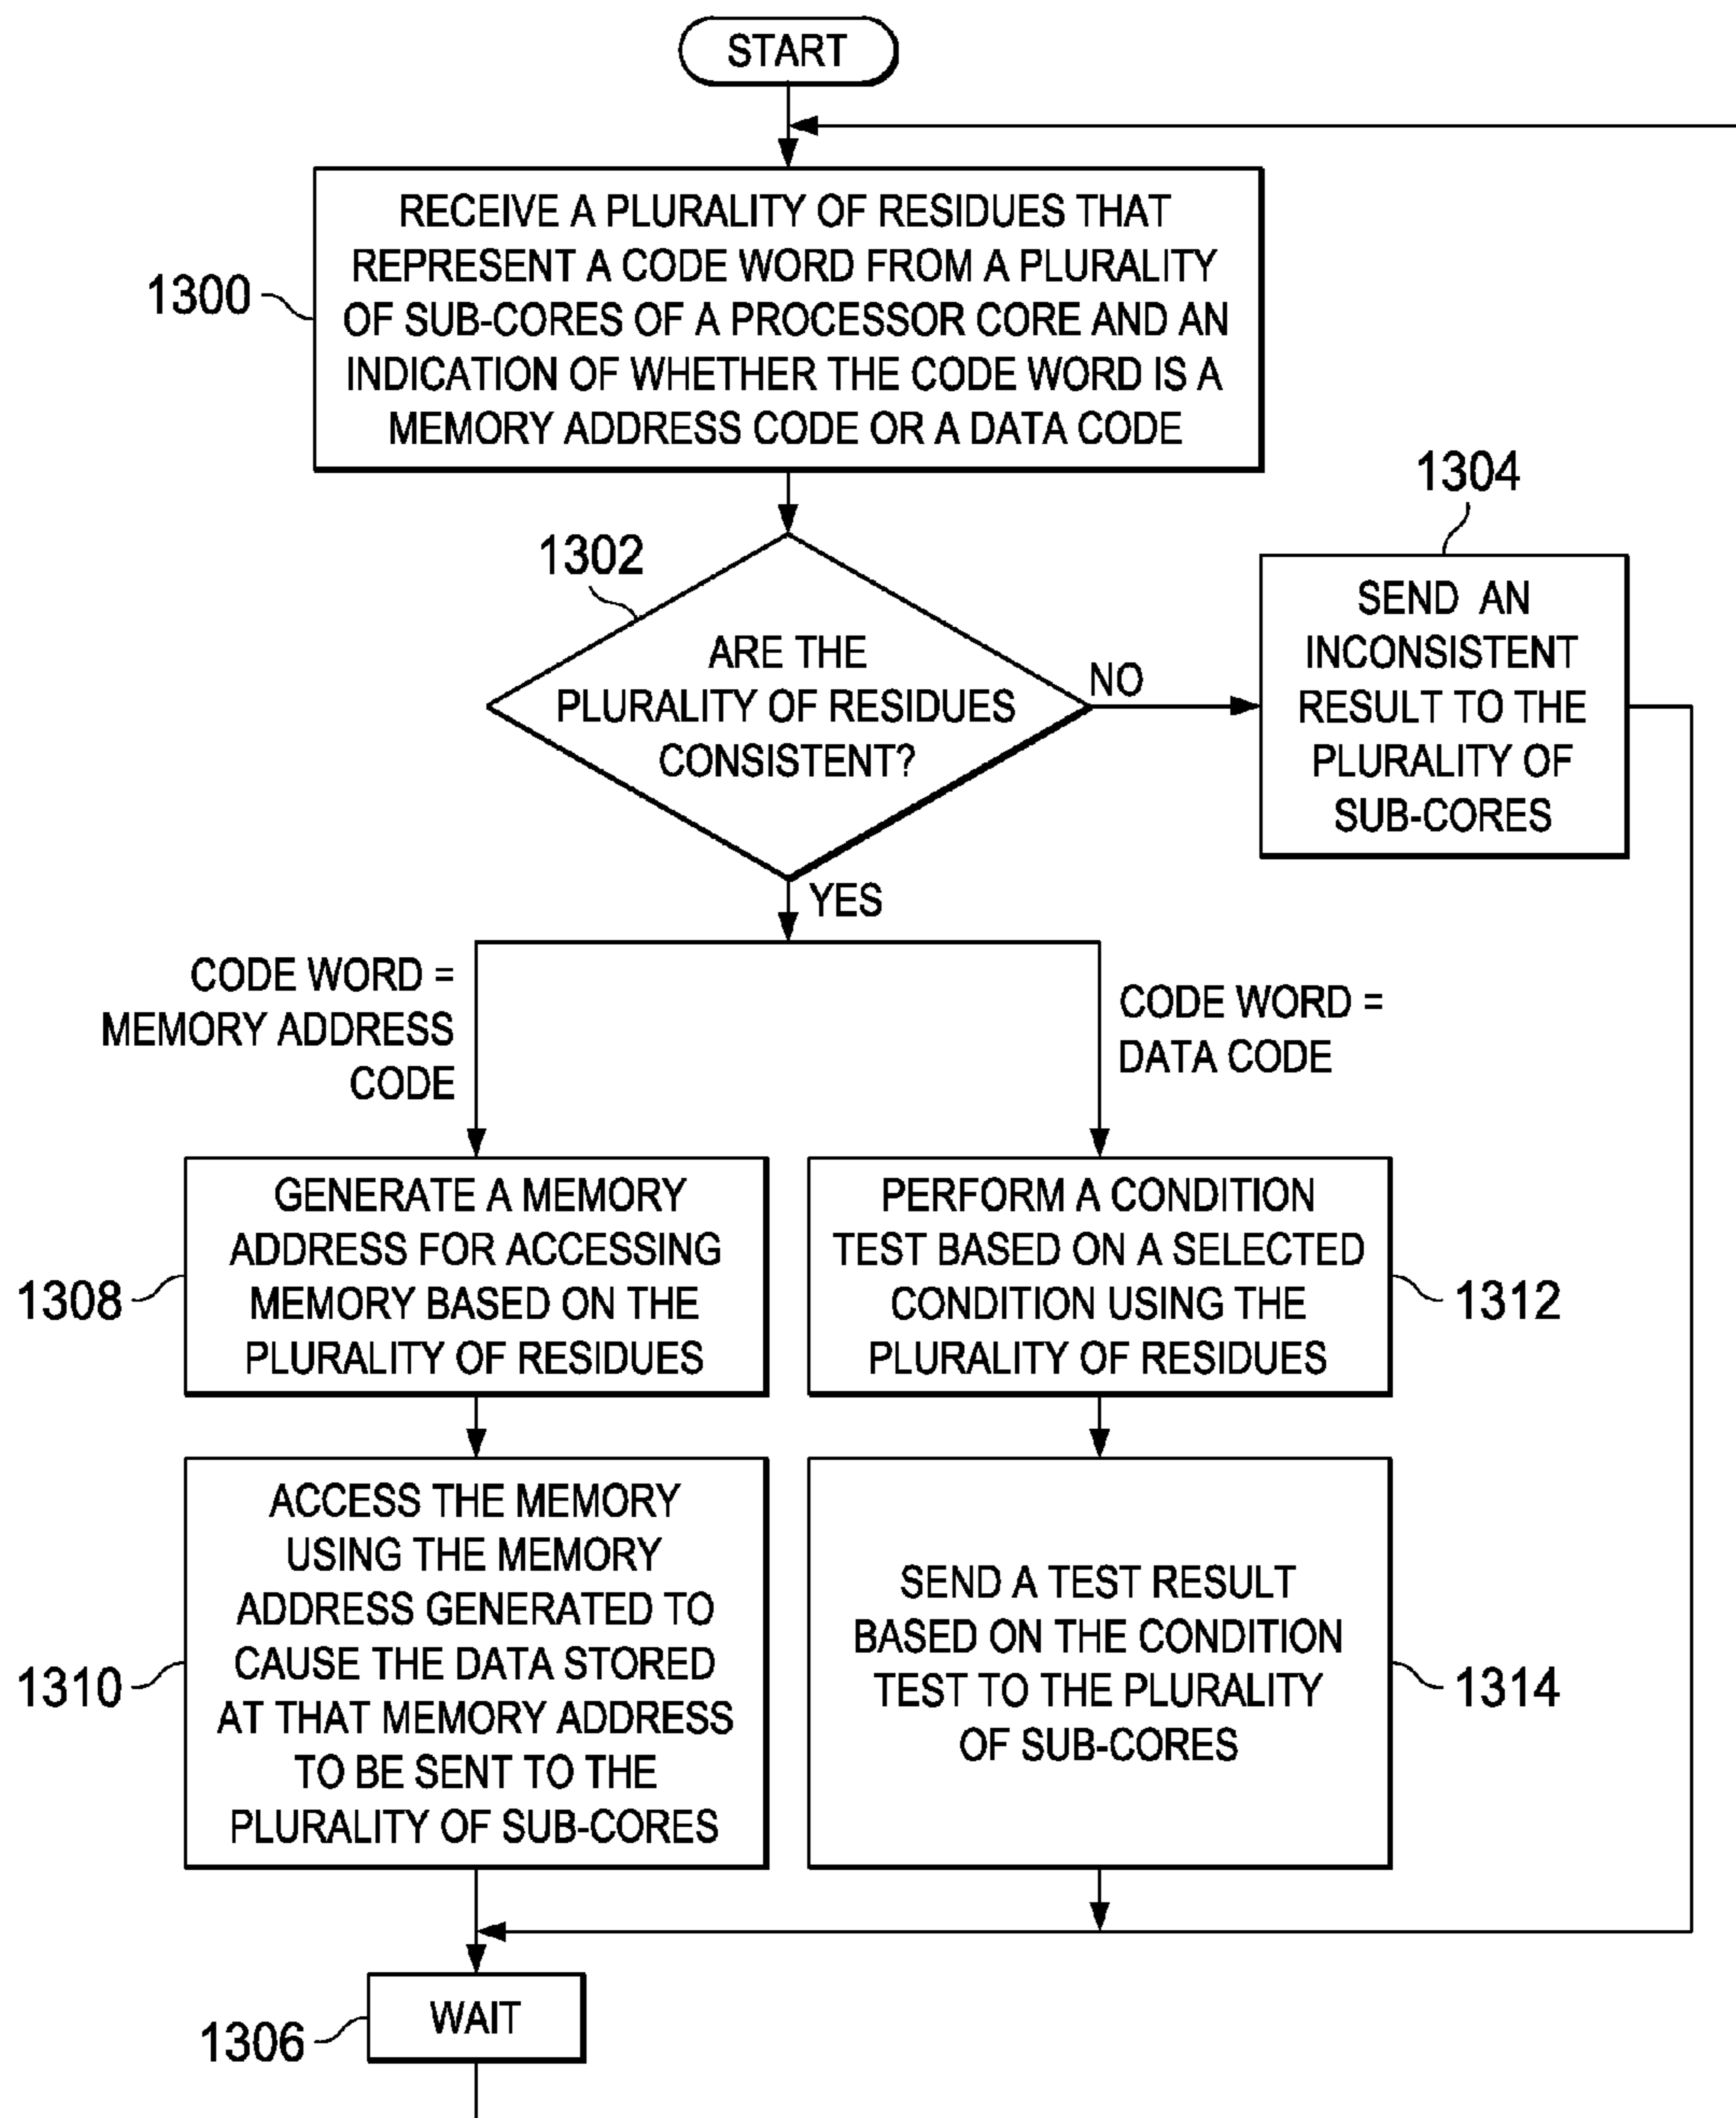 START
RECEIVE A PLURALITY OF RESIDUES THAT
REPRESENT A CODE WORD FROM A PLURALITY
OF SUB-CORES OF A PROCESSOR CORE AND AN
INDICATION OF WHETHER THE CODE WORD IS A
MEMORY ADDRESS CODE OR A DATA CODE
1300
1302
ARE THE
PLURALITY OF RESIDUES
CONSISTENT?
NO
1304
SEND AN
INCONSISTENT
RESULT TO THE
PLURALITY OF
SUB-CORES
YES
CODE WORD =
MEMORY ADDRESS
CODE
CODE WORD =
DATA CODE
GENERATE A MEMORY
ADDRESS FOR ACCESSING
MEMORY BASED ON THE
PLURALITY OF RESIDUES
1308
PERFORM A CONDITION
TEST BASED ON A SELECTED
CONDITION USING THE
PLURALITY OF RESIDUES
1312
ACCESS THE MEMORY
USING THE MEMORY
ADDRESS GENERATED TO
CAUSE THE DATA STORED
AT THAT MEMORY ADDRESS
TO BE SENT TO THE
PLURALITY OF SUB-CORES
1310
SEND A TEST RESULT
BASED ON THE CONDITION
TEST TO THE PLURALITY
OF SUB-CORES
1314
WAIT
1306